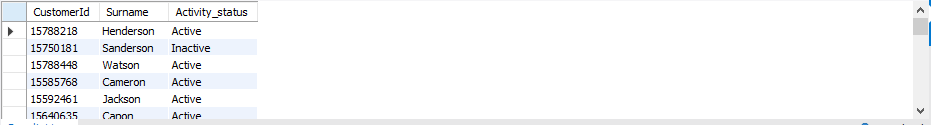 CustomerId Surname Activity_status
15788218 Henderson Active
15750181 Sanderson Inactive
15788448 Watson Active
15585768 Cameron Active
15592461 Jackson Active
15640635 Capon Active